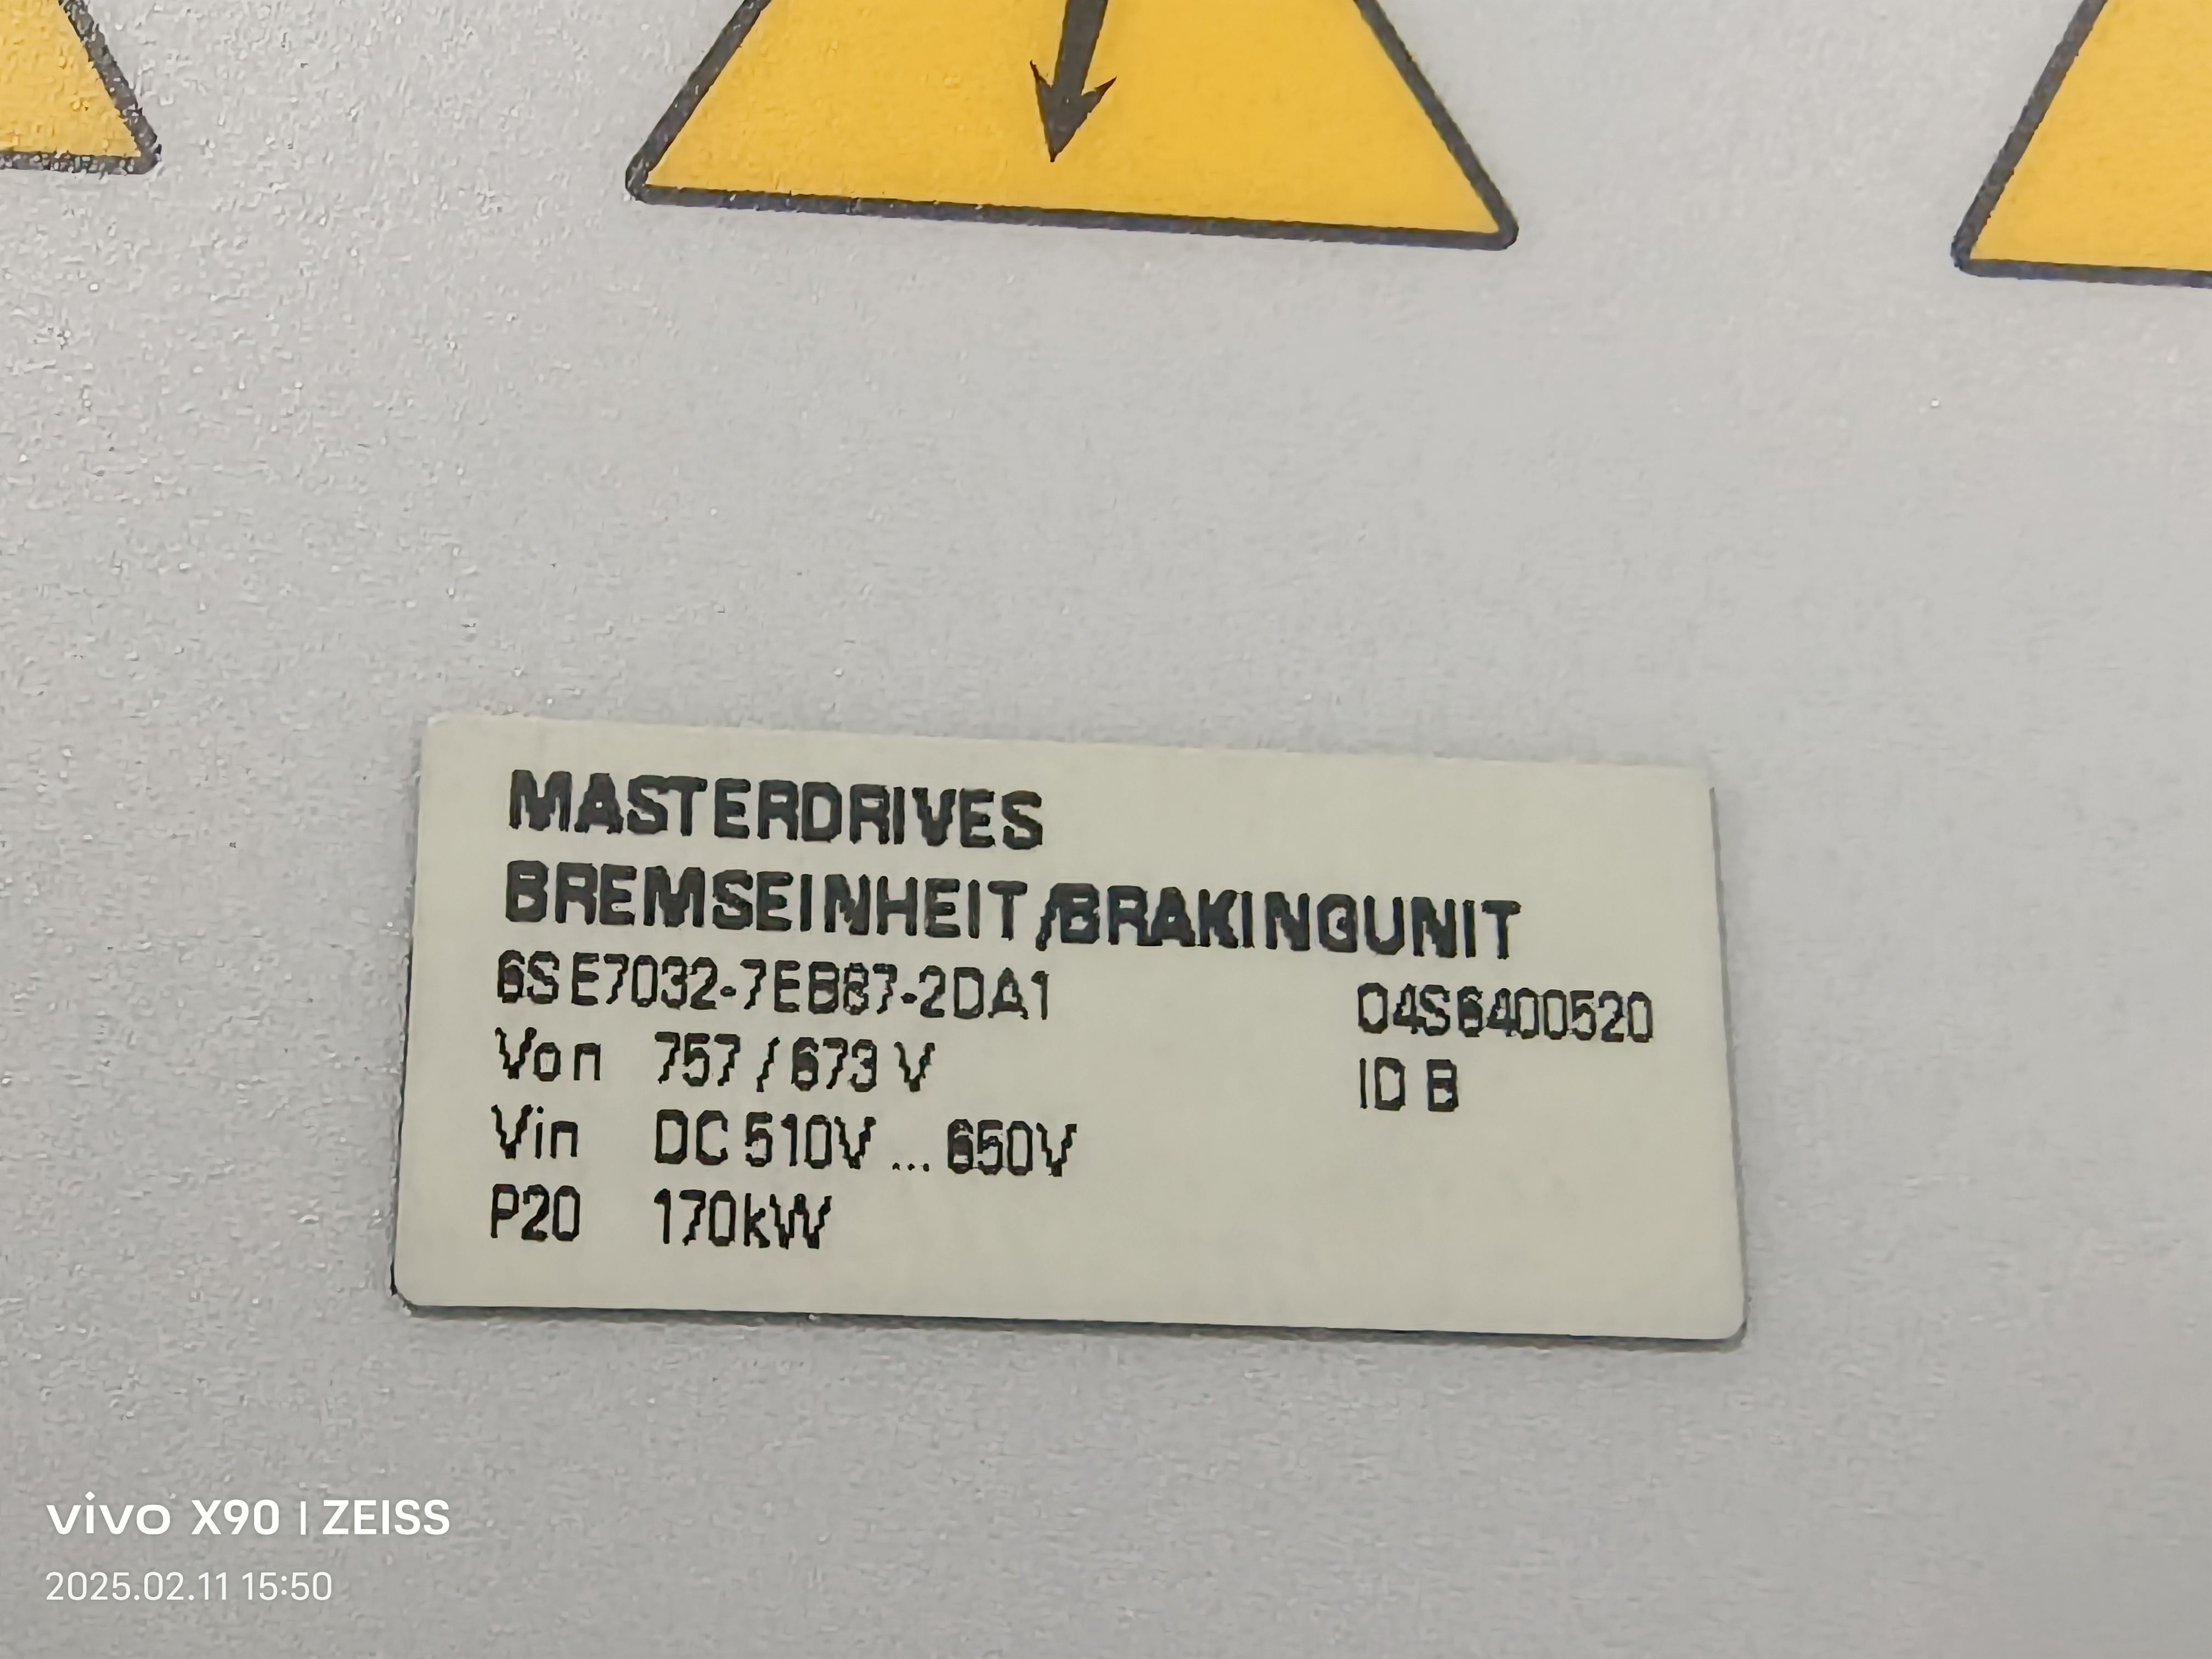 MASTERDRIVES
BREMSEINHEIT/BRAKINGUNIT
6SE7032-7EB87-2DA1 04S6400520
Von 757 / 673 V ID B
Vin DC 510V ... 650V
P20 170kW
vivo X90 | ZEISS
2025.02.11 15:50